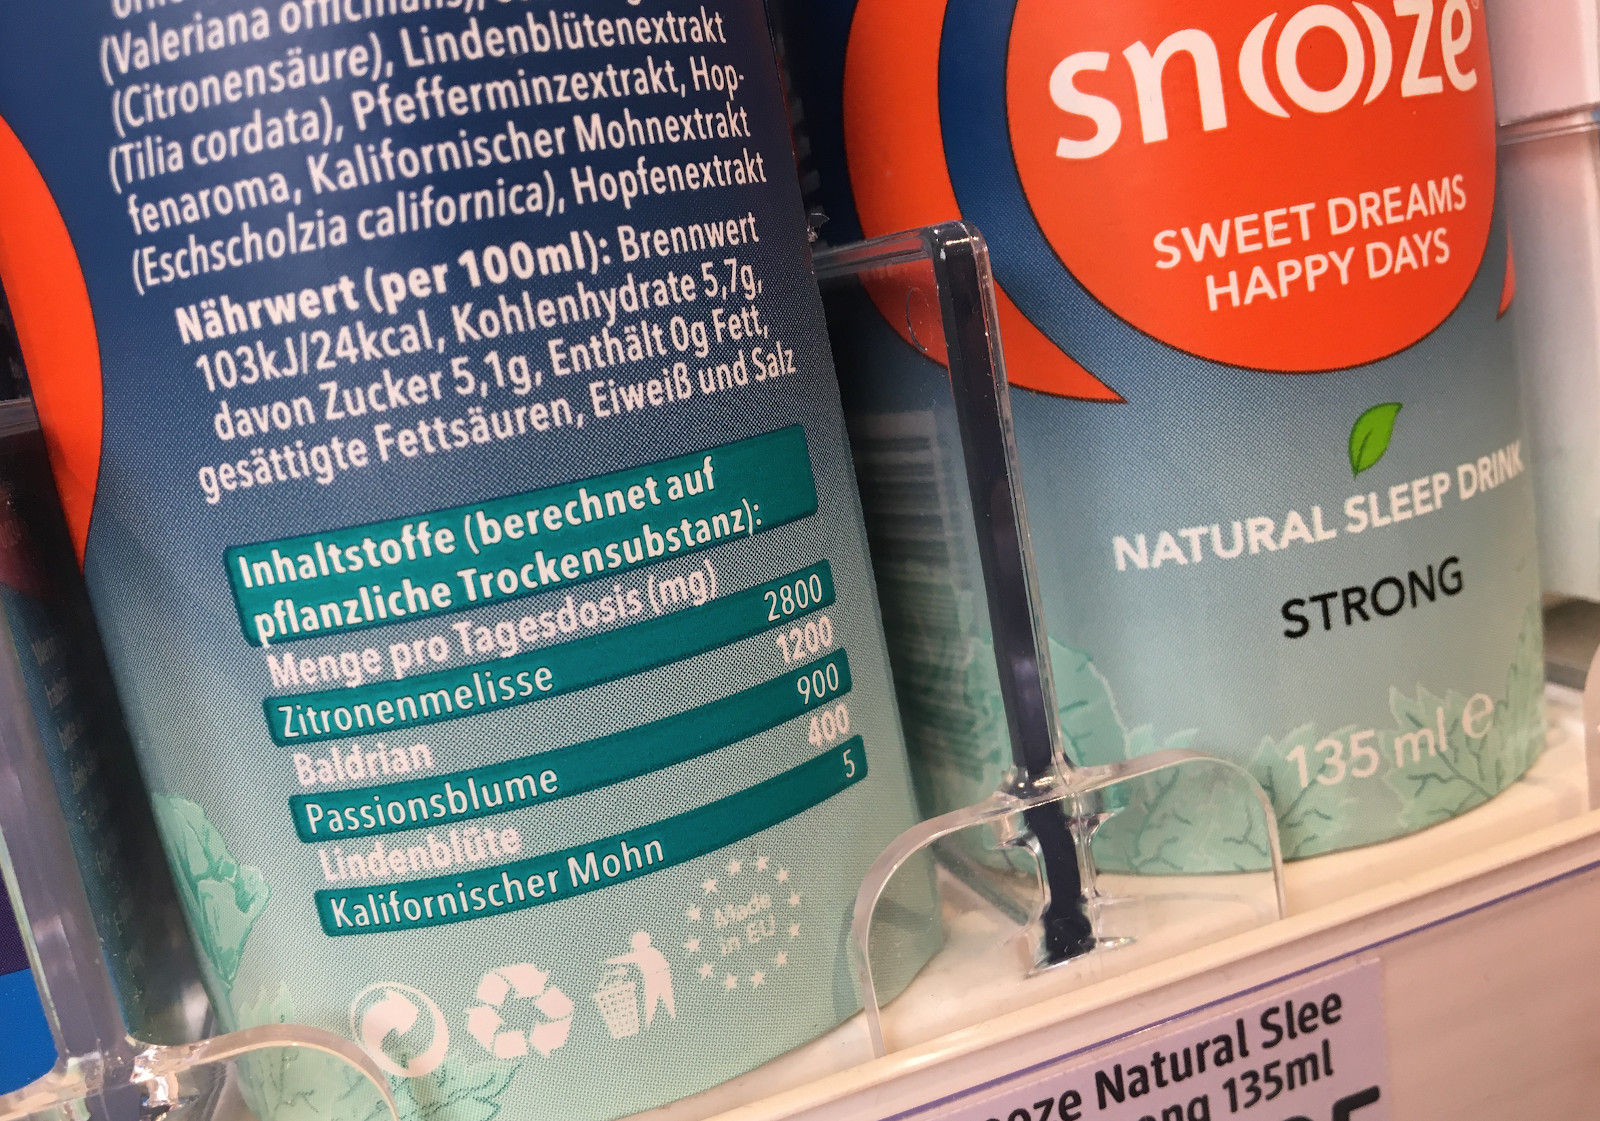 (Valeriana officinalis),
(Citronensäure), Lindenblütenextrakt
(Tilia cordata), Pfefferminzextrakt, Hop-
fenaroma, Kalifornischer Mohnextrakt
(Eschscholzia californica), Hopfenextrakt
Nährwert (per 100ml): Brennwert
103kJ/24kcal, Kohlenhydrate 5,7g,
davon Zucker 5,1g, Enthält 0g Fett,
gesättigte Fettsäuren, Eiweiß und Salz
Inhaltstoffe (berechnet auf
pflanzliche Trockensubstanz):
Menge pro Tagesdosis (mg)
Zitronenmelisse 2800
Baldrian 1200
Passionsblume 900
Lindenblüte 400
Kalifornischer Mohn 5
Made
in EU
snooze
SWEET DREAMS
HAPPY DAYS
NATURAL SLEEP DRINK
STRONG
135 ml e
ooze Natural Slee
ong 135ml